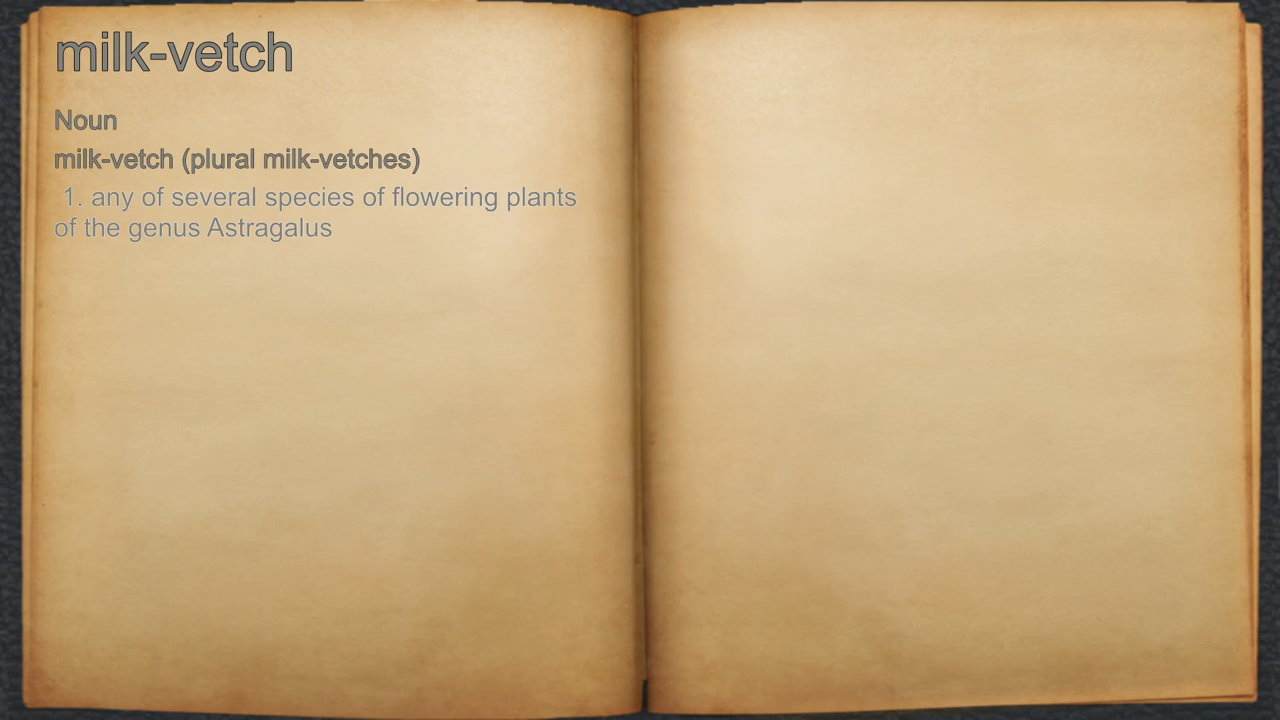 milk-vetch
Noun
milk-vetch (plural milk-vetches)
1. any of several species of flowering plants
of the genus Astragalus